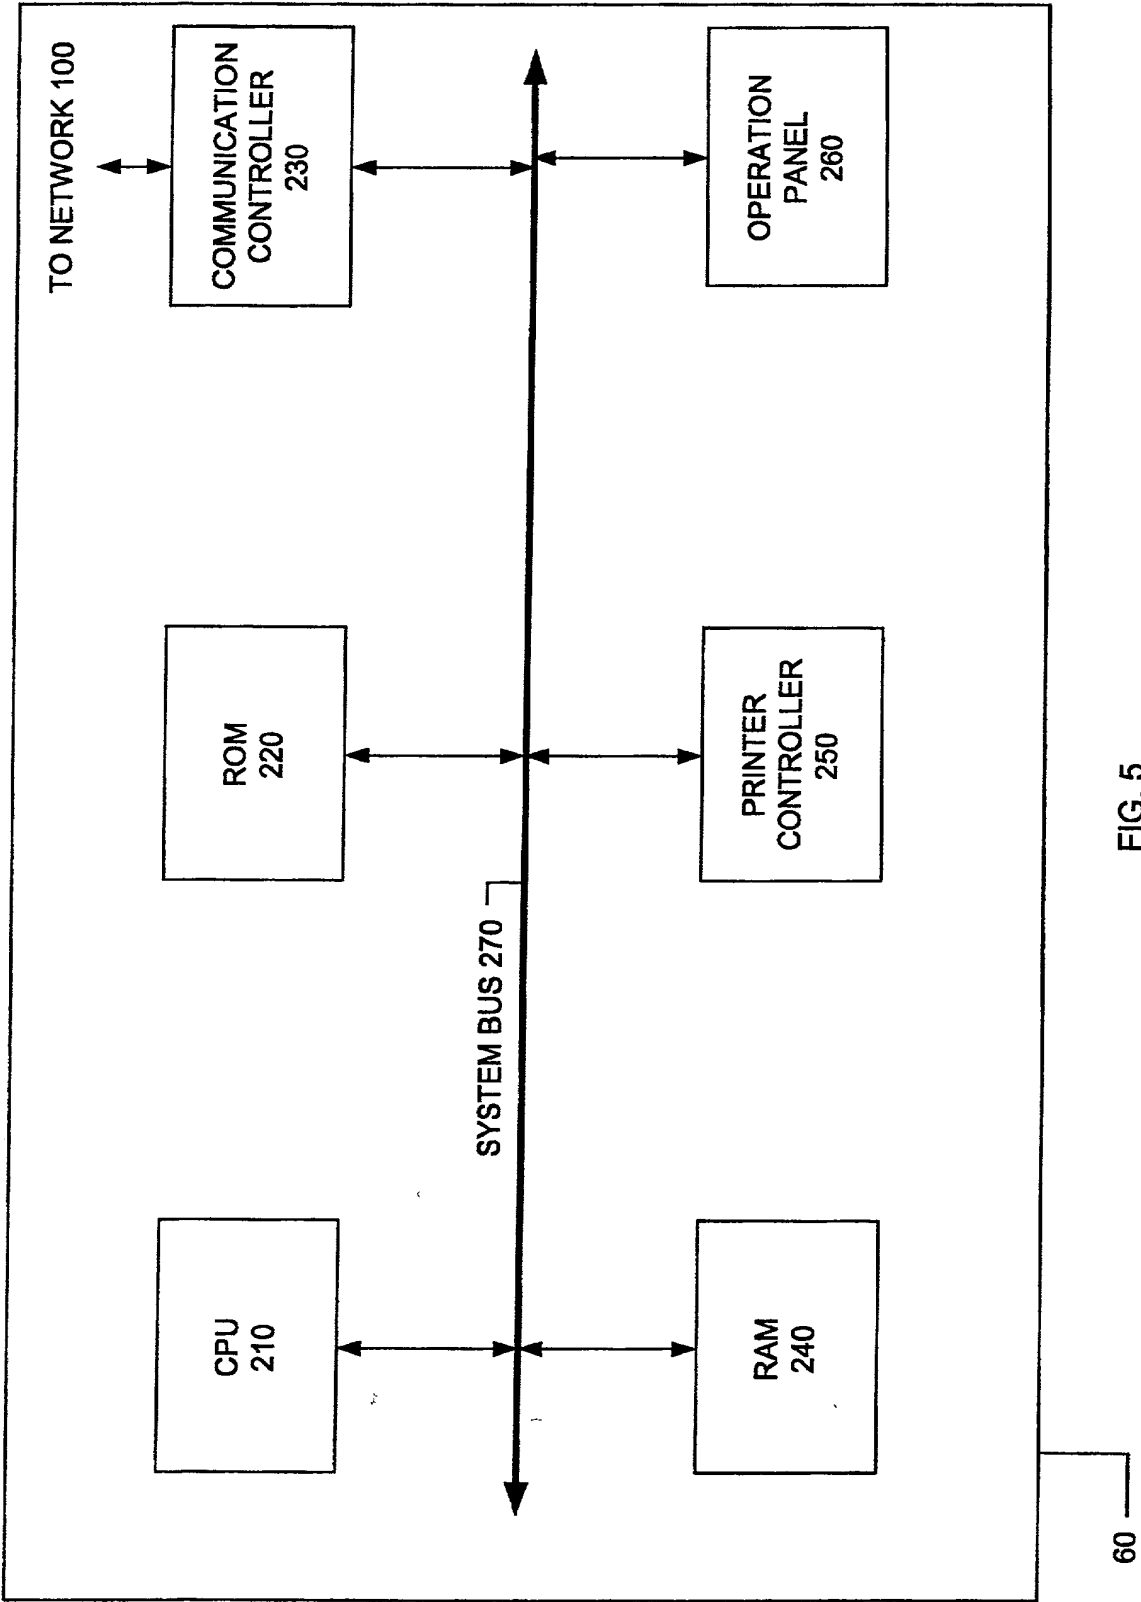 TO NETWORK 100
CPU
210
ROM
220
COMMUNICATION
CONTROLLER
230
SYSTEM BUS 270
RAM
240
PRINTER
CONTROLLER
250
OPERATION
PANEL
260
60
FIG. 5